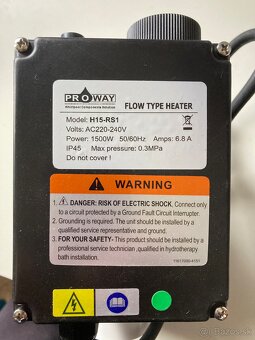 PROWAY
Whirlpool Components Solution
FLOW TYPE HEATER
Model: H15-RS1
Volts: AC220-240V
Power: 1500W 50/60Hz Amps: 6.8 A
IP45 Max pressure: 0.3MPa
Do not cover !
WARNING
1. DANGER: RISK OF ELECTRIC SHOCK, Connect only
to a circuit protected by a Ground Fault Circuit Interrupter.
2. Grounding is required. The unit should be installed by a
qualified service representative and ground.
3. FOR YOUR SAFETY- This product should be installed by a
professional service technician, qualified in hydrotherapy
bath installation.